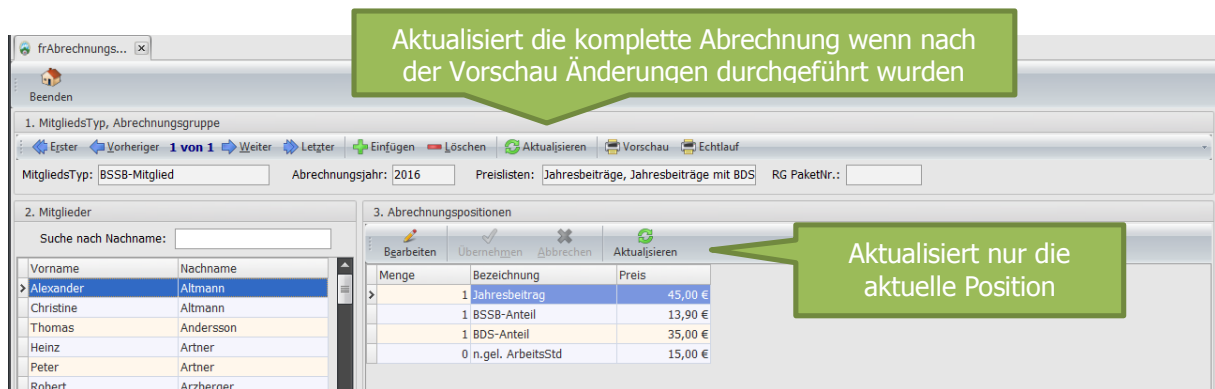 Aktualisiert die komplette Abrechnung wenn nach
der Vorschau Änderungen durchgeführt wurden
frAbrechnungs...
Beenden
1. MitgliedsTyp, Abrechnungsgruppe
Erster Vorheriger 1 von 1 Weiter Letzter Einfügen Löschen Aktualisieren Vorschau Echtlauf
MitgliedsTyp: BSSB-Mitglied Abrechnungsjahr: 2016 Preislisten: Jahresbeiträge, Jahresbeiträge mit BDS RG PaketNr.:
2. Mitglieder
Suche nach Nachname:
Vorname Nachname
Alexander Altmann
Christine Altmann
Thomas Andersson
Heinz Artner
Peter Artner
Robert Arzberger
3. Abrechnungspositionen
Bearbeiten Übernehmen Abbrechen Aktualisieren
Menge Bezeichnung Preis
1 Jahresbeitrag 45,00 €
1 BSSB-Anteil 13,90 €
1 BDS-Anteil 35,00 €
0 n.gel. ArbeitsStd 15,00 €
Aktualisiert nur die
aktuelle Position